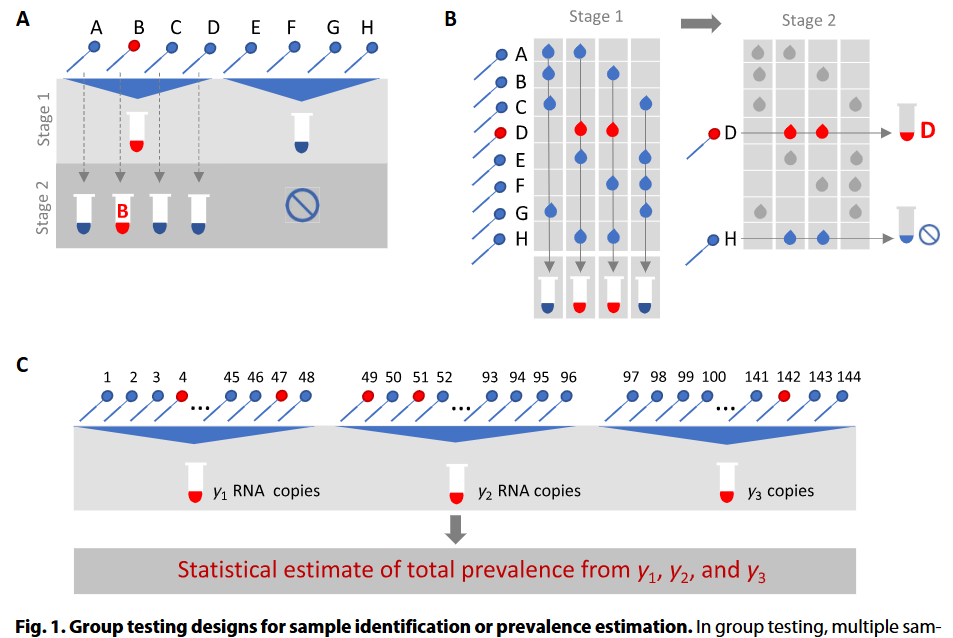 A
A B C D E F G H
Stage 1
Stage 2
B
B
Stage 1
Stage 2
A
B
C
D
E
F
G
H
D
D
H
C
1 2 3 4 ... 45 46 47 48
49 50 51 52 ... 93 94 95 96
97 98 99 100 ... 141 142 143 144
y1 RNA copies
y2 RNA copies
y3 copies
Statistical estimate of total prevalence from y1, y2, and y3
Fig. 1. Group testing designs for sample identification or prevalence estimation. In group testing, multiple sam-